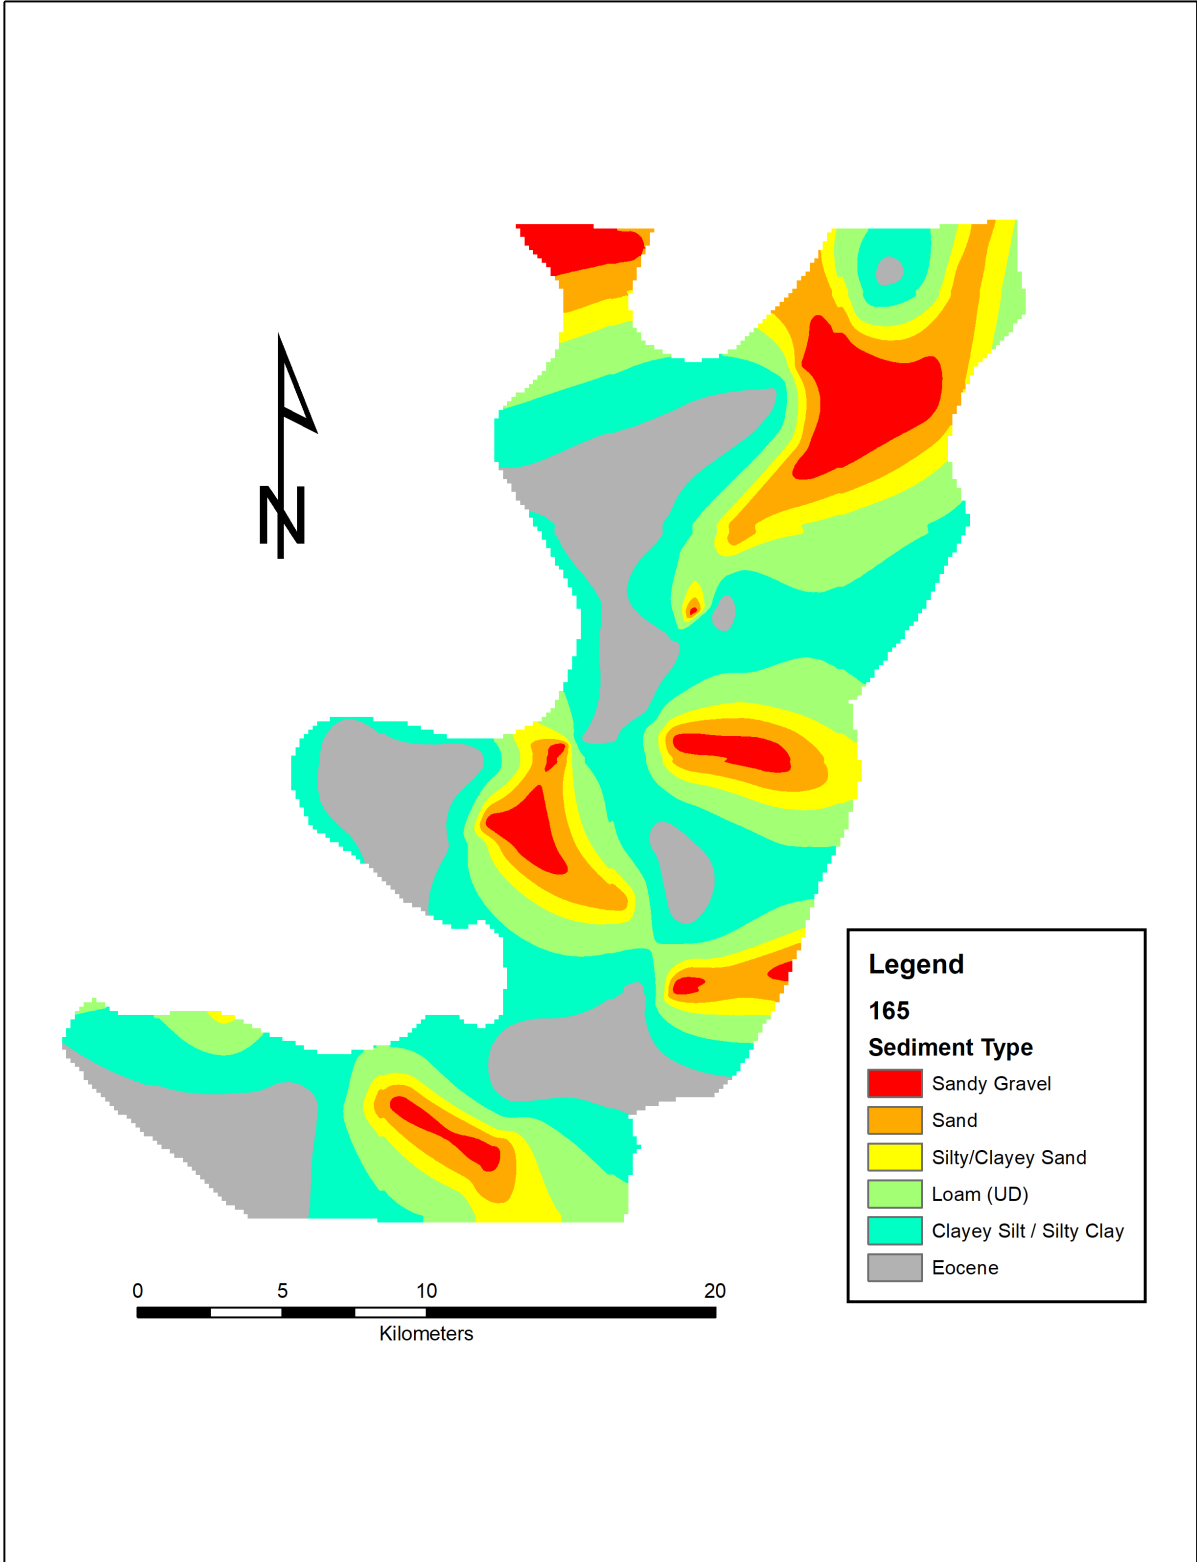 N
Legend
165
Sediment Type
Sandy Gravel
Sand
Silty/Clayey Sand
Loam (UD)
Clayey Silt / Silty Clay
Eocene
0 5 10 20
Kilometers